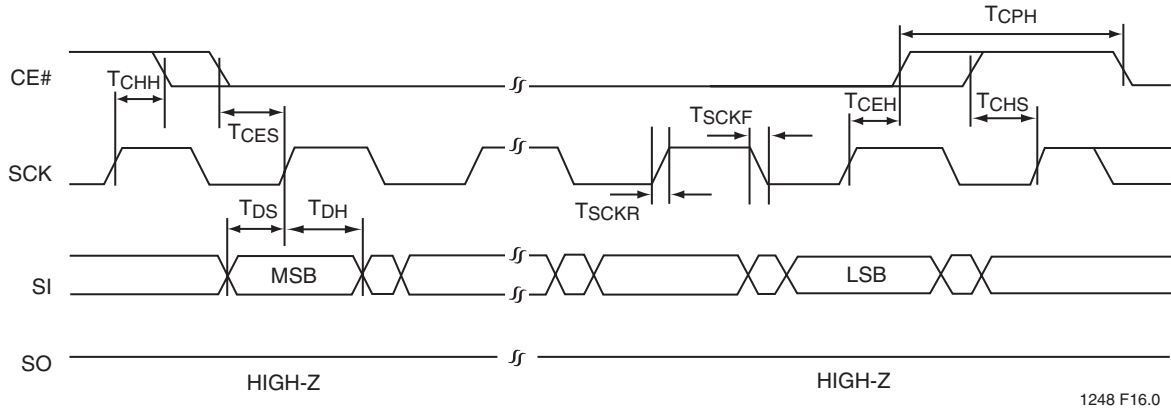 TCPH
CE#
TCHH
TCES
TSCKF
TCEH
TCHS
SCK
TDS
TDH
TSCKR
SI
MSB
LSB
SO
HIGH-Z
HIGH-Z
1248 F16.0